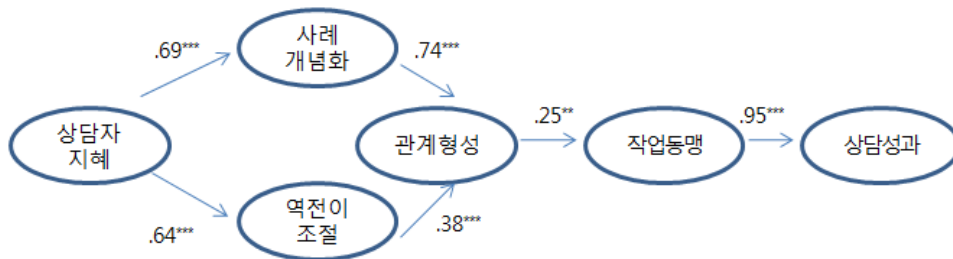 사례
개념화
.69***
.74***
상담자
지혜
관계형성
.25**
작업동맹
.95***
상담성과
역전이
조절
.64***
.38***